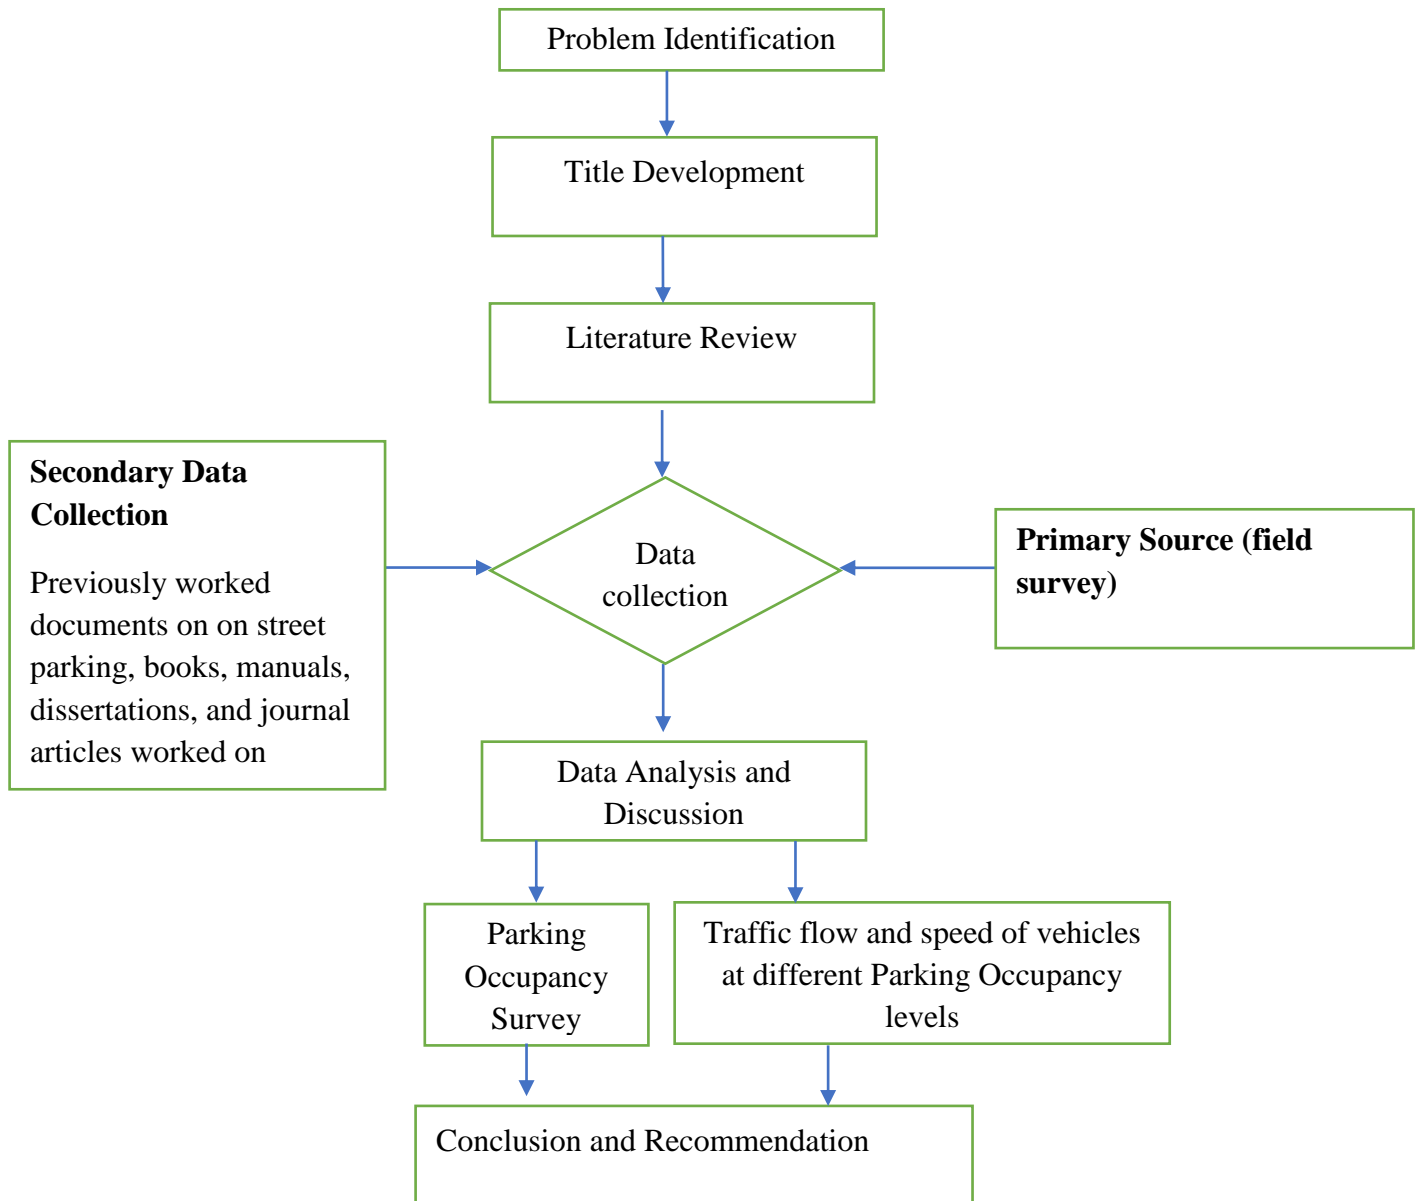 Problem Identification
Title Development
Literature Review
Secondary Data
Collection
Previously worked
documents on on street
parking, books, manuals,
dissertations, and journal
articles worked on
Data
collection
Primary Source (field
survey)
Data Analysis and
Discussion
Parking
Occupancy
Survey
Traffic flow and speed of vehicles
at different Parking Occupancy
levels
Conclusion and Recommendation